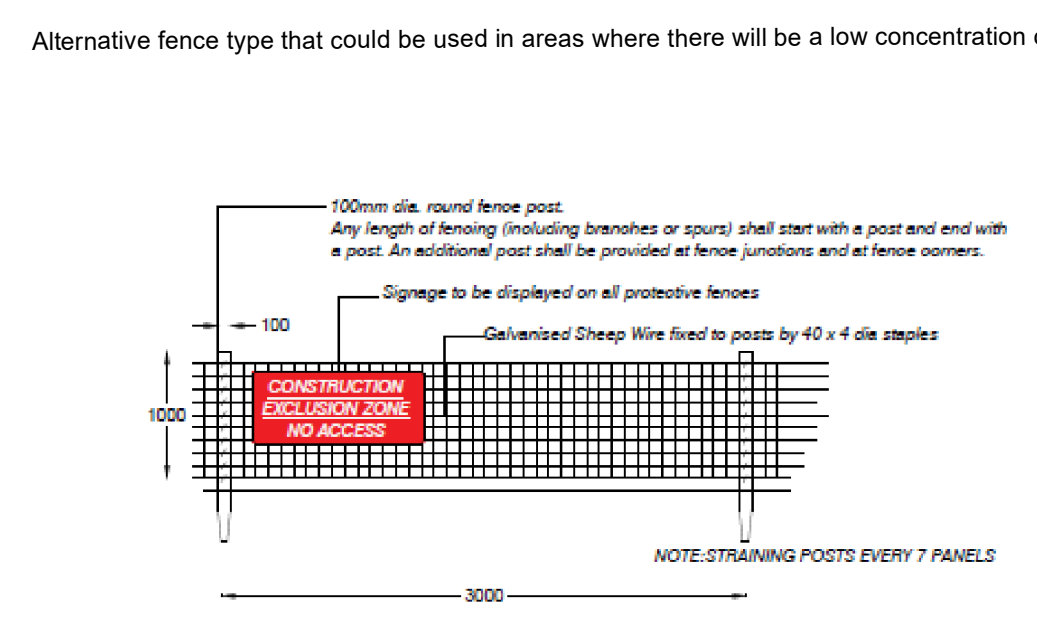 Alternative fence type that could be used in areas where there will be a low concentration
100mm dia. round fence post.
Any length of fencing (including branches or spurs) shall start with a post and end with
a post. An additional post shall be provided at fence junctions and at fence corners.
Signage to be displayed on all protective fences
100
Galvanised Sheep Wire fixed to posts by 40 x 4 dia staples
CONSTRUCTION
EXCLUSION ZONE
NO ACCESS
1000
NOTE:STRAINING POSTS EVERY 7 PANELS
3000